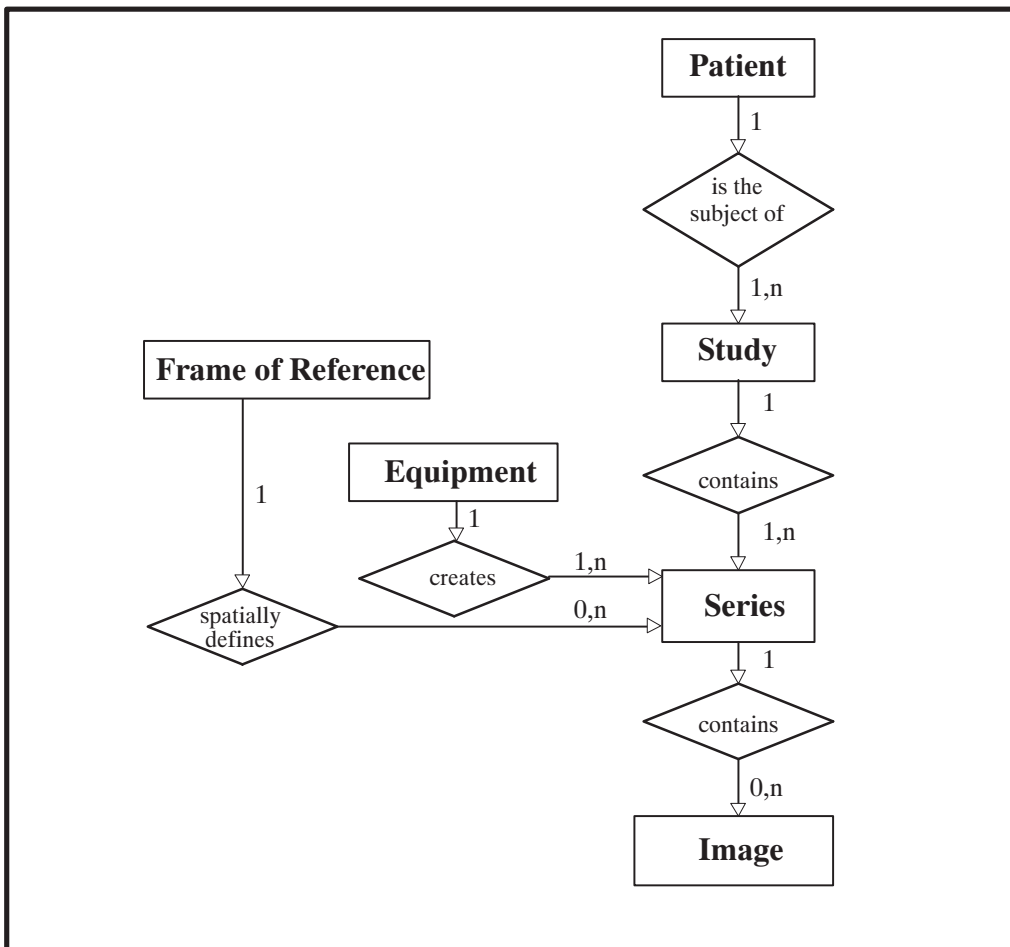 Patient
1
is the
subject of
1,n
Study
Frame of Reference
1
Equipment
contains
1
1
1,n
1,n
creates
Series
0,n
spatially
defines
1
contains
0,n
Image